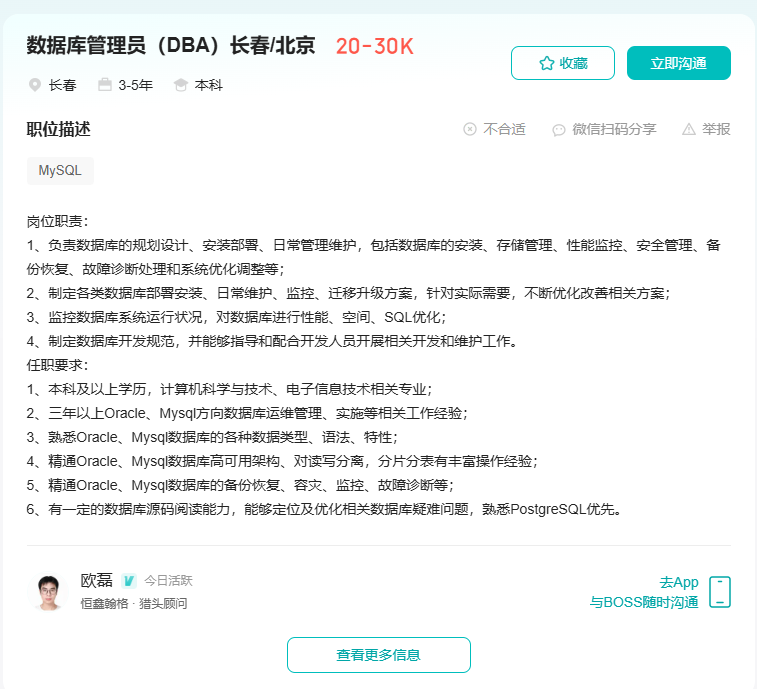 数据库管理员（DBA）长春/北京 20-30K
收藏 立即沟通
长春 3-5年 本科
职位描述 不合适 微信扫码分享 举报
MySQL
岗位职责：
1、负责数据库的规划设计、安装部署、日常管理维护，包括数据库的安装、存储管理、性能监控、安全管理、备
份恢复、故障诊断处理和系统优化调整等；
2、制定各类数据库部署安装、日常维护、监控、迁移升级方案，针对实际需要，不断优化改善相关方案；
3、监控数据库系统运行状况，对数据库进行性能、空间、SQL优化；
4、制定数据库开发规范，并能够指导和配合开发人员开展相关开发和维护工作。
任职要求：
1、本科及以上学历，计算机科学与技术、电子信息技术相关专业；
2、三年以上Oracle、Mysql方向数据库运维管理、实施等相关工作经验；
3、熟悉Oracle、Mysql数据库的各种数据类型、语法、特性；
4、精通Oracle、Mysql数据库高可用架构、对读写分离，分片分表有丰富操作经验；
5、精通Oracle、Mysql数据库的备份恢复、容灾、监控、故障诊断等；
6、有一定的数据库源码阅读能力，能够定位及优化相关数据库疑难问题，熟悉PostgreSQL优先。
欧磊 今日活跃
恒鑫翰格 · 猎头顾问
去App
与BOSS随时沟通
查看更多信息